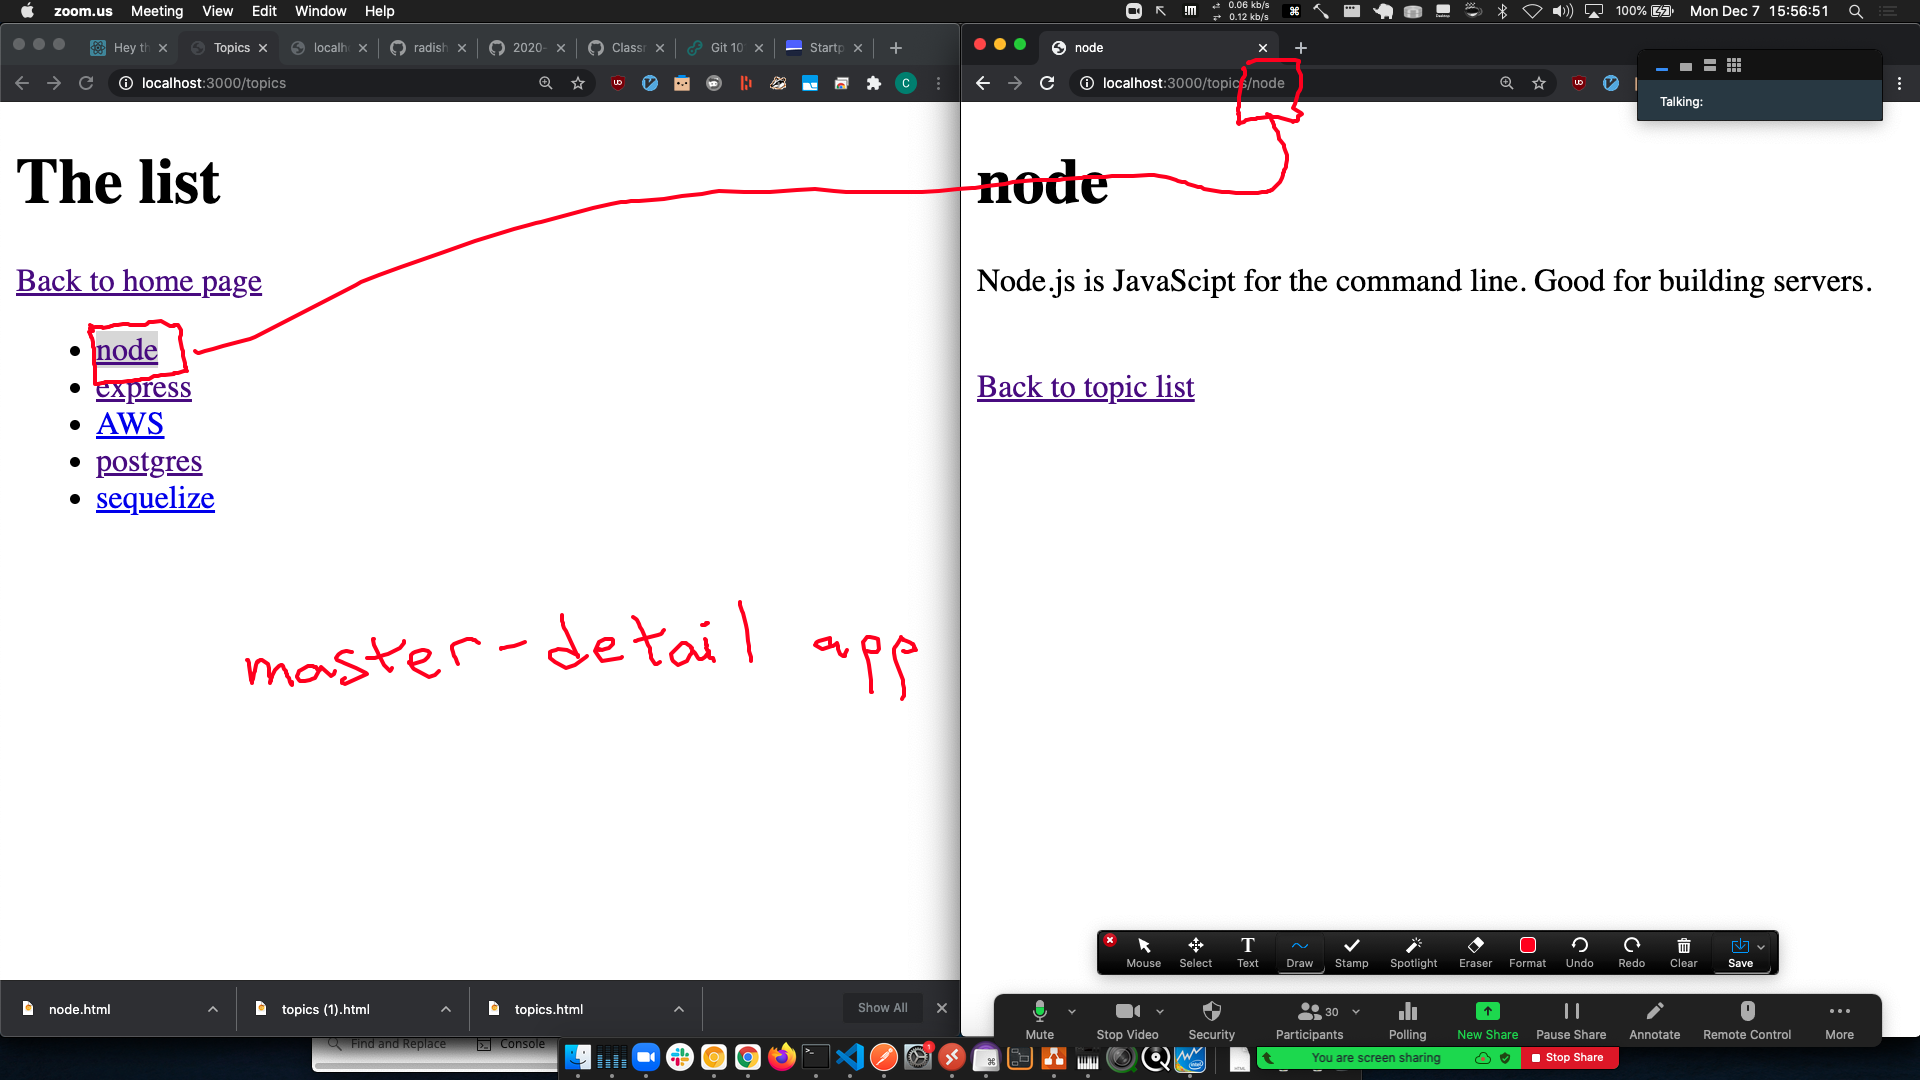 zoom.us Meeting View Edit Window Help
0.06 kb/s
0.12 kb/s
100% Mon Dec 7 15:56:51
Hey th Topics localh radish 2020- Classr Git 10 Startp
localhost:3000/topics
The list
Back to home page
node
express
AWS
postgres
sequelize
master-detail app
node.html topics (1).html topics.html Show All
Find and Replace Console
node
localhost:3000/topics/node
Talking:
node
Node.js is JavaScipt for the command line. Good for building servers.
Back to topic list
Mouse Select Text Draw Stamp Spotlight Eraser Format Undo Redo Clear Save
30
Mute Stop Video Security Participants Polling New Share Pause Share Annotate Remote Control More
You are screen sharing Stop Share